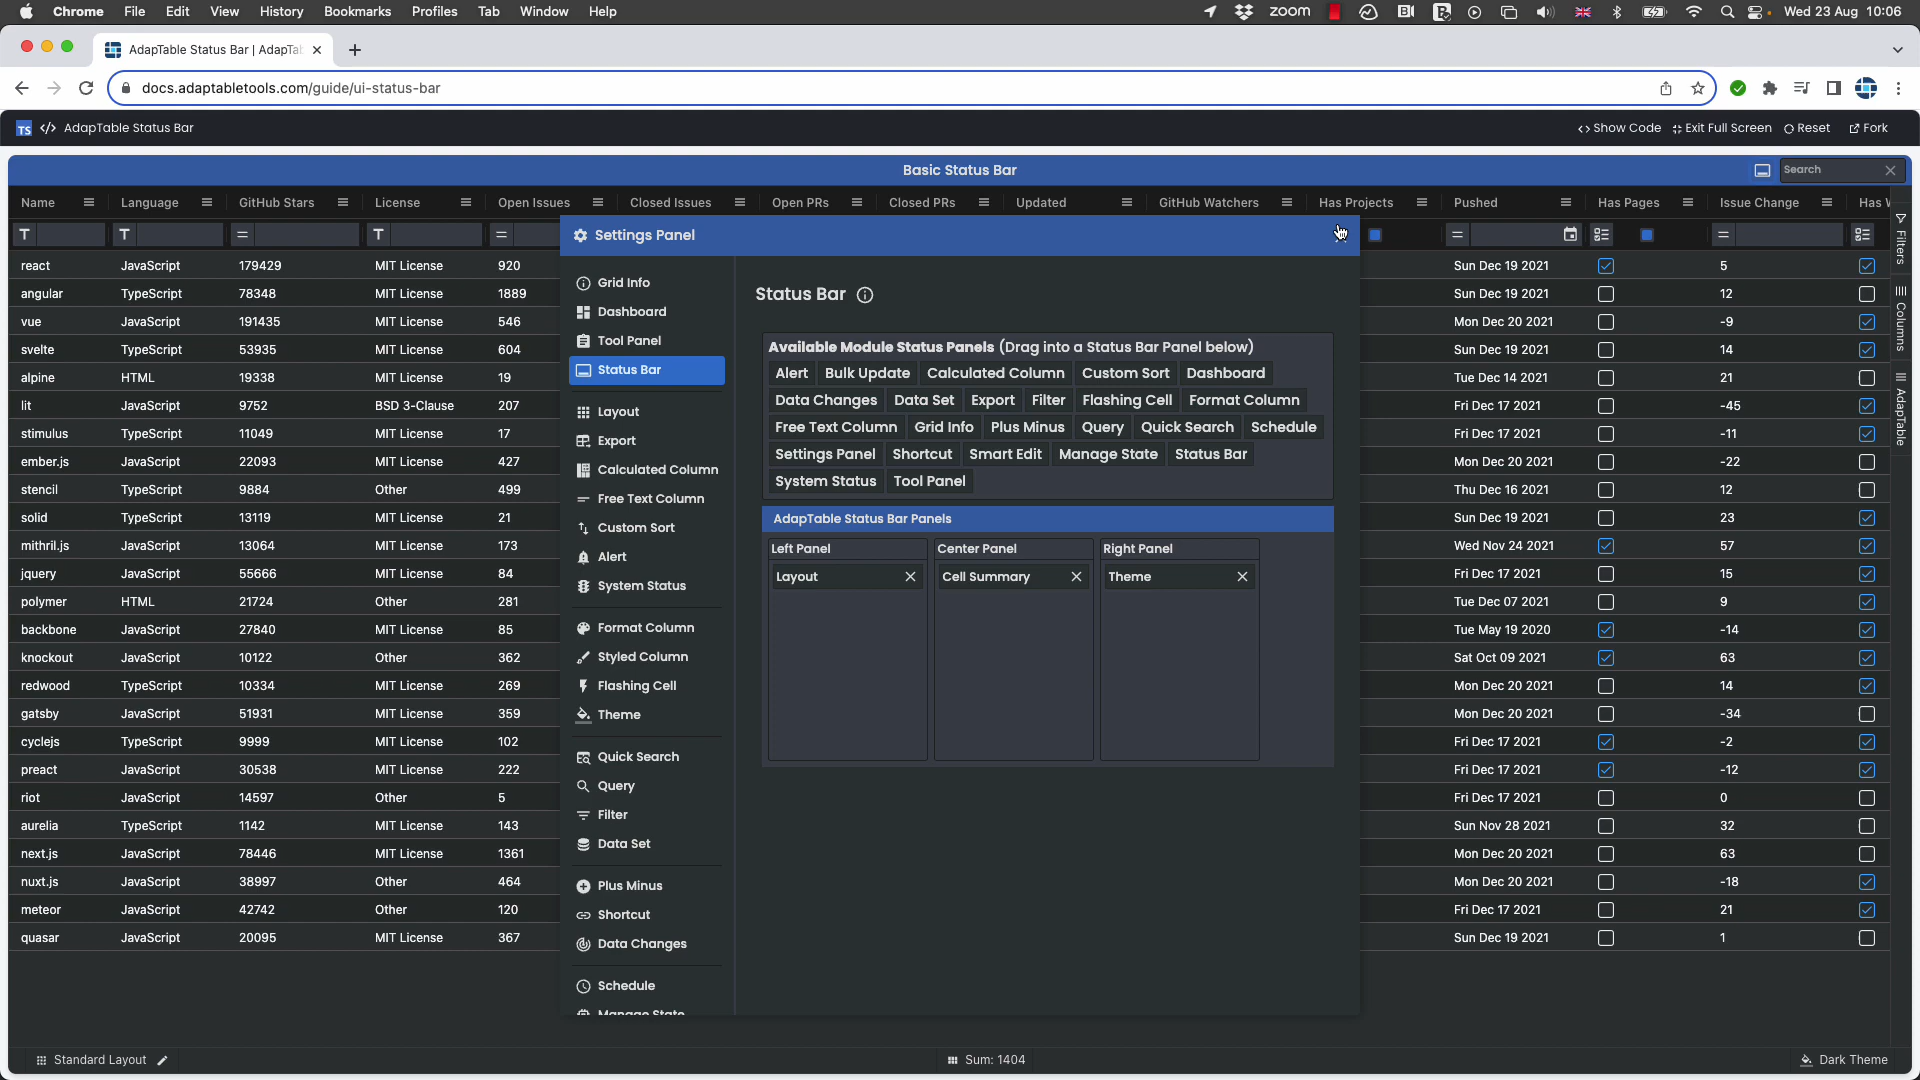 Chrome File Edit View History Bookmarks Profiles Tab Window Help zoom Wed 23 Aug 10:06
AdapTable Status Bar | AdapTab
docs.adaptabletools.com/guide/ui-status-bar
TS AdapTable Status Bar Show Code Exit Full Screen Reset Fork
Basic Status Bar Search
Name Language GitHub Stars License Open Issues Closed Issues Open PRs Closed PRs Updated GitHub Watchers Has Projects Pushed Has Pages Issue Change Has W
Settings Panel
react JavaScript 179429 MIT License 920 Sun Dec 19 2021 5
angular TypeScript 78348 MIT License 1889 Sun Dec 19 2021 12
vue JavaScript 191435 MIT License 546 Mon Dec 20 2021 -9
svelte TypeScript 53935 MIT License 604 Sun Dec 19 2021 14
alpine HTML 19338 MIT License 19 Tue Dec 14 2021 21
lit JavaScript 9752 BSD 3-Clause 207 Fri Dec 17 2021 -45
stimulus TypeScript 11049 MIT License 17 Fri Dec 17 2021 -11
ember.js JavaScript 22093 MIT License 427 Mon Dec 20 2021 -22
stencil TypeScript 9884 Other 499 Thu Dec 16 2021 12
solid TypeScript 13119 MIT License 21 Sun Dec 19 2021 23
mithril.js JavaScript 13064 MIT License 173 Wed Nov 24 2021 57
jquery JavaScript 55666 MIT License 84 Fri Dec 17 2021 15
polymer HTML 21724 Other 281 Tue Dec 07 2021 9
backbone JavaScript 27840 MIT License 85 Tue May 19 2020 -14
knockout JavaScript 10122 Other 362 Sat Oct 09 2021 63
redwood TypeScript 10334 MIT License 269 Mon Dec 20 2021 14
gatsby JavaScript 51931 MIT License 359 Mon Dec 20 2021 -34
cyclejs TypeScript 9999 MIT License 102 Fri Dec 17 2021 -2
preact JavaScript 30538 MIT License 222 Fri Dec 17 2021 -12
riot JavaScript 14597 Other 5 Fri Dec 17 2021 0
aurelia TypeScript 1142 MIT License 143 Sun Nov 28 2021 32
next.js JavaScript 78446 MIT License 1361 Mon Dec 20 2021 63
nuxt.js JavaScript 38997 Other 464 Mon Dec 20 2021 -18
meteor JavaScript 42742 Other 120 Fri Dec 17 2021 21
quasar JavaScript 20095 MIT License 367 Sun Dec 19 2021 1
Grid Info
Dashboard
Tool Panel
Status Bar
Layout
Export
Calculated Column
Free Text Column
Custom Sort
Alert
System Status
Format Column
Styled Column
Flashing Cell
Theme
Quick Search
Query
Filter
Data Set
Plus Minus
Shortcut
Data Changes
Schedule
Manage State
Status Bar
Available Module Status Panels (Drag into a Status Bar Panel below)
Alert Bulk Update Calculated Column Custom Sort Dashboard
Data Changes Data Set Export Filter Flashing Cell Format Column
Free Text Column Grid Info Plus Minus Query Quick Search Schedule
Settings Panel Shortcut Smart Edit Manage State Status Bar
System Status Tool Panel
AdapTable Status Bar Panels
Left Panel Center Panel Right Panel
Layout Cell Summary Theme
Filters
Columns
AdapTable
Standard Layout Sum: 1404 Dark Theme